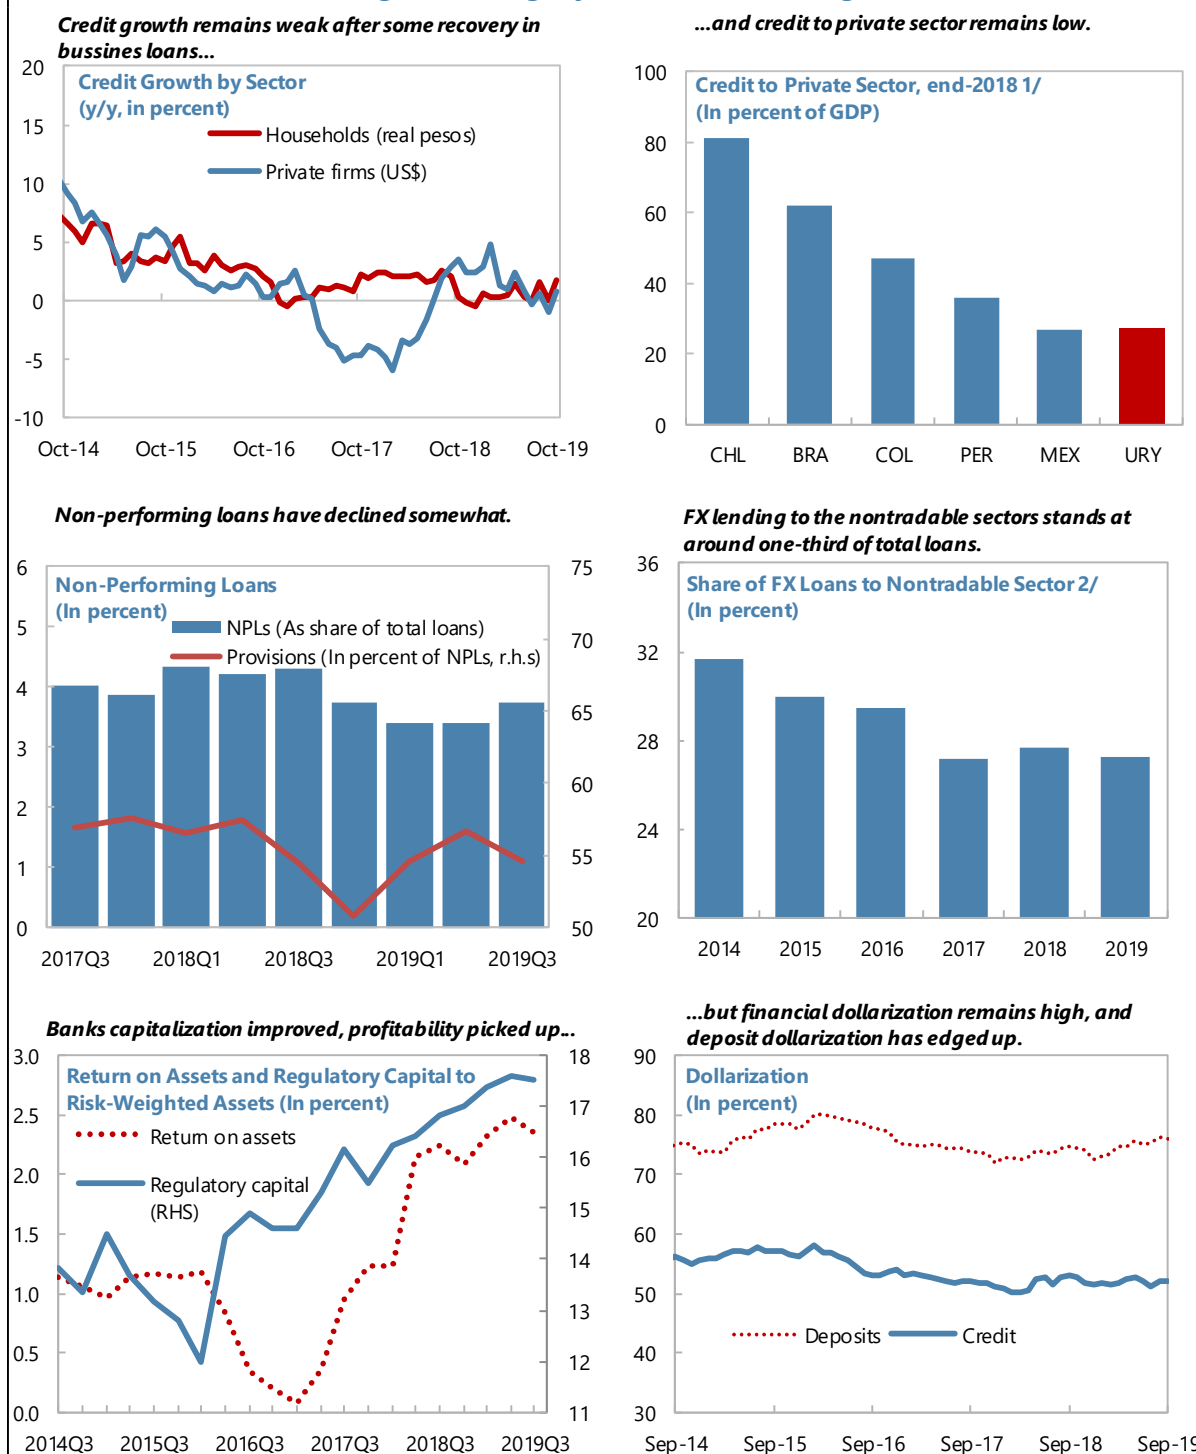 Credit growth remains weak after some recovery in
bussines loans...
Credit Growth by Sector
(y/y, in percent)
Households (real pesos)
Private firms (US$)
20
15
10
5
0
-5
-10
Oct-14 Oct-15 Oct-16 Oct-17 Oct-18 Oct-19
...and credit to private sector remains low.
Credit to Private Sector, end-2018 1/
(In percent of GDP)
100
80
60
40
20
0
CHL BRA COL PER MEX URY
Non-performing loans have declined somewhat.
Non-Performing Loans
(In percent)
NPLs (As share of total loans)
Provisions (In percent of NPLs, r.h.s)
6
5
4
3
2
1
0
75
70
65
60
55
50
2017Q3 2018Q1 2018Q3 2019Q1 2019Q3
FX lending to the nontradable sectors stands at
around one-third of total loans.
Share of FX Loans to Nontradable Sector 2/
(In percent)
36
32
28
24
20
2014 2015 2016 2017 2018 2019
Banks capitalization improved, profitability picked up...
Return on Assets and Regulatory Capital to
Risk-Weighted Assets (In percent)
Return on assets
Regulatory capital
(RHS)
3.0
2.5
2.0
1.5
1.0
0.5
0.0
18
17
16
15
14
13
12
11
2014Q3 2015Q3 2016Q3 2017Q3 2018Q3 2019Q3
...but financial dollarization remains high, and
deposit dollarization has edged up.
Dollarization
(In percent)
90
80
70
60
50
40
30
Deposits Credit
Sep-14 Sep-15 Sep-16 Sep-17 Sep-18 Sep-19